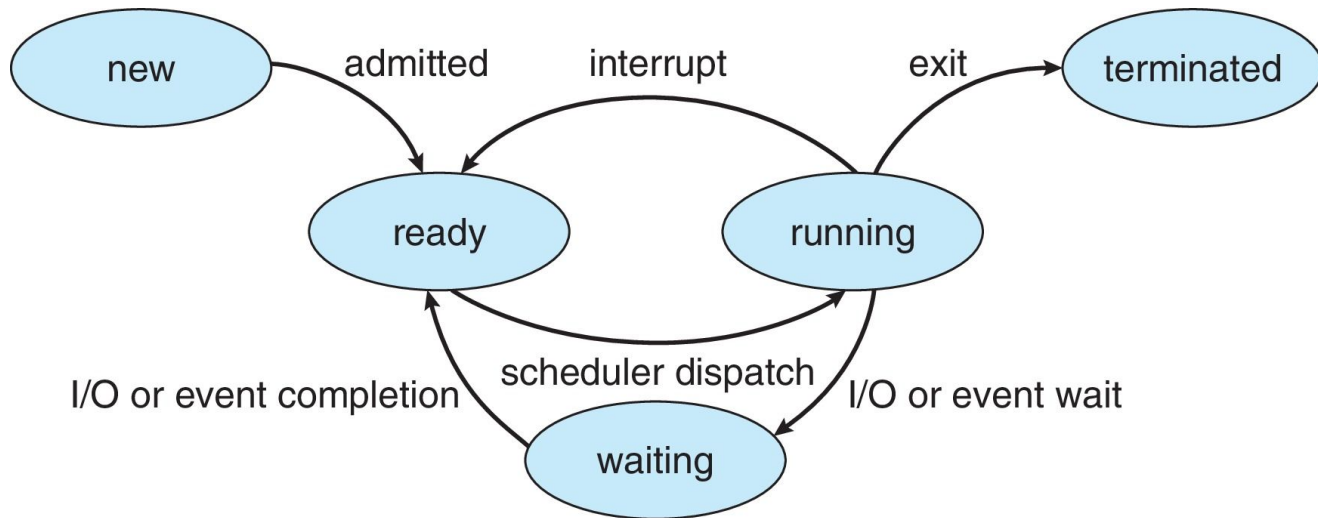 new
admitted
interrupt
exit
terminated
ready
running
scheduler dispatch
I/O or event completion
I/O or event wait
waiting